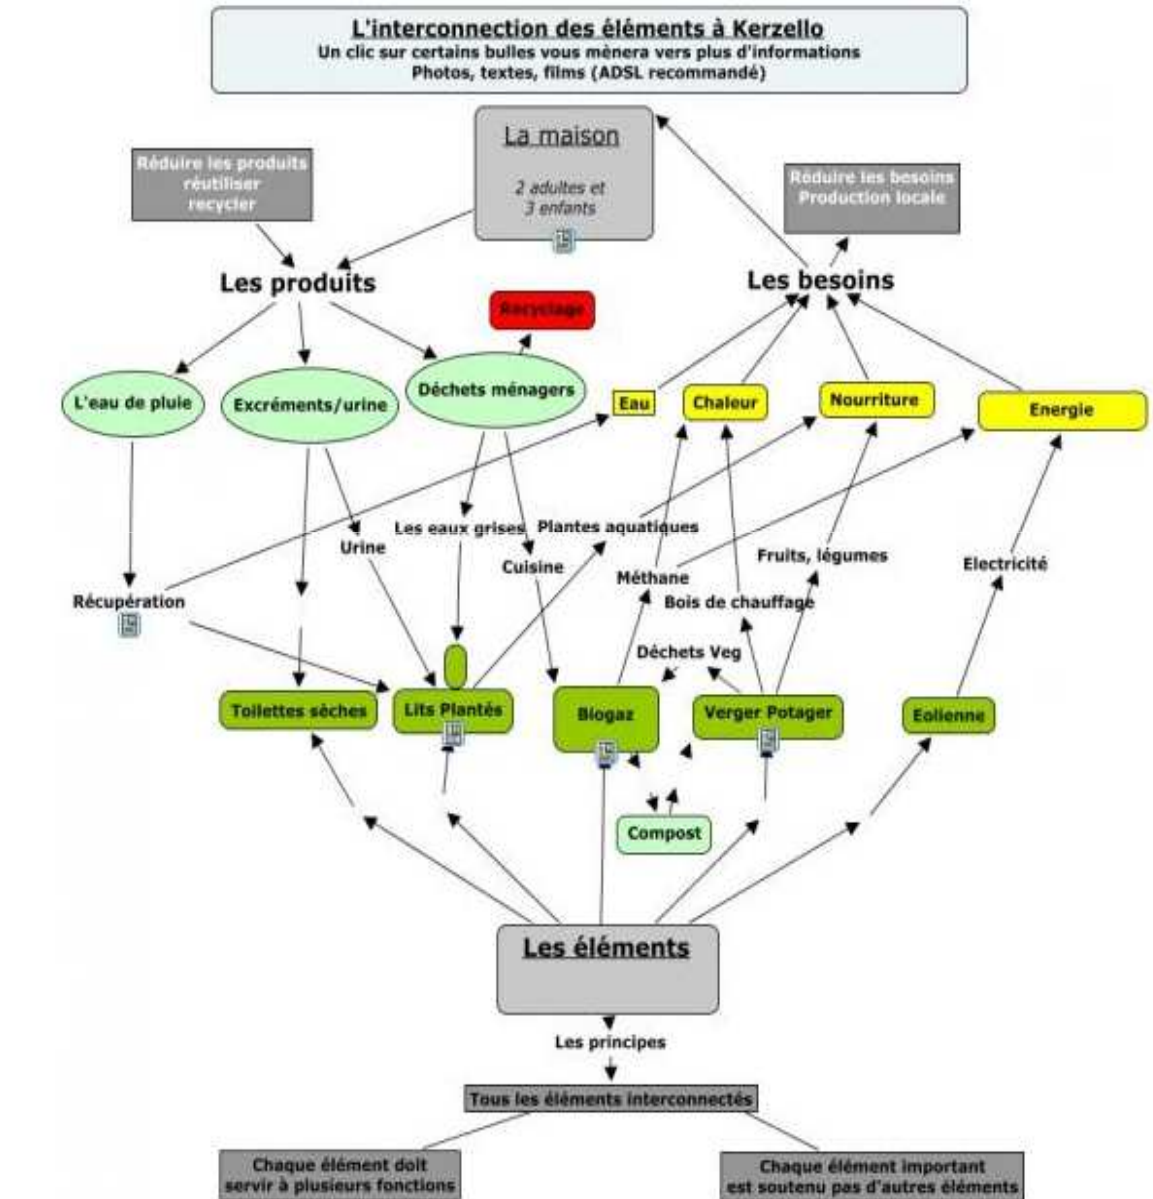 L'interconnection des éléments à Kerzello
Un clic sur certains bulles vous mènera vers plus d'informations
Photos, textes, films (ADSL recommandé)
La maison
2 adultes et
3 enfants
Réduire les produits
réutiliser
recycler
Réduire les besoins
Production locale
Les produits
Les besoins
Recyclage
L'eau de pluie
Excréments/urine
Déchets ménagers
Eau
Chaleur
Nourriture
Energie
Les eaux grises
Plantes aquatiques
Urine
Cuisine
Méthane
Fruits, légumes
Electricité
Récupération
Bois de chauffage
Déchets Veg
Toilettes sèches
Lits Plantés
Biogaz
Verger Potager
Eolienne
Compost
Les éléments
Les principes
Tous les éléments interconnectés
Chaque élément doit
servir à plusieurs fonctions
Chaque élément important
est soutenu pas d'autres éléments